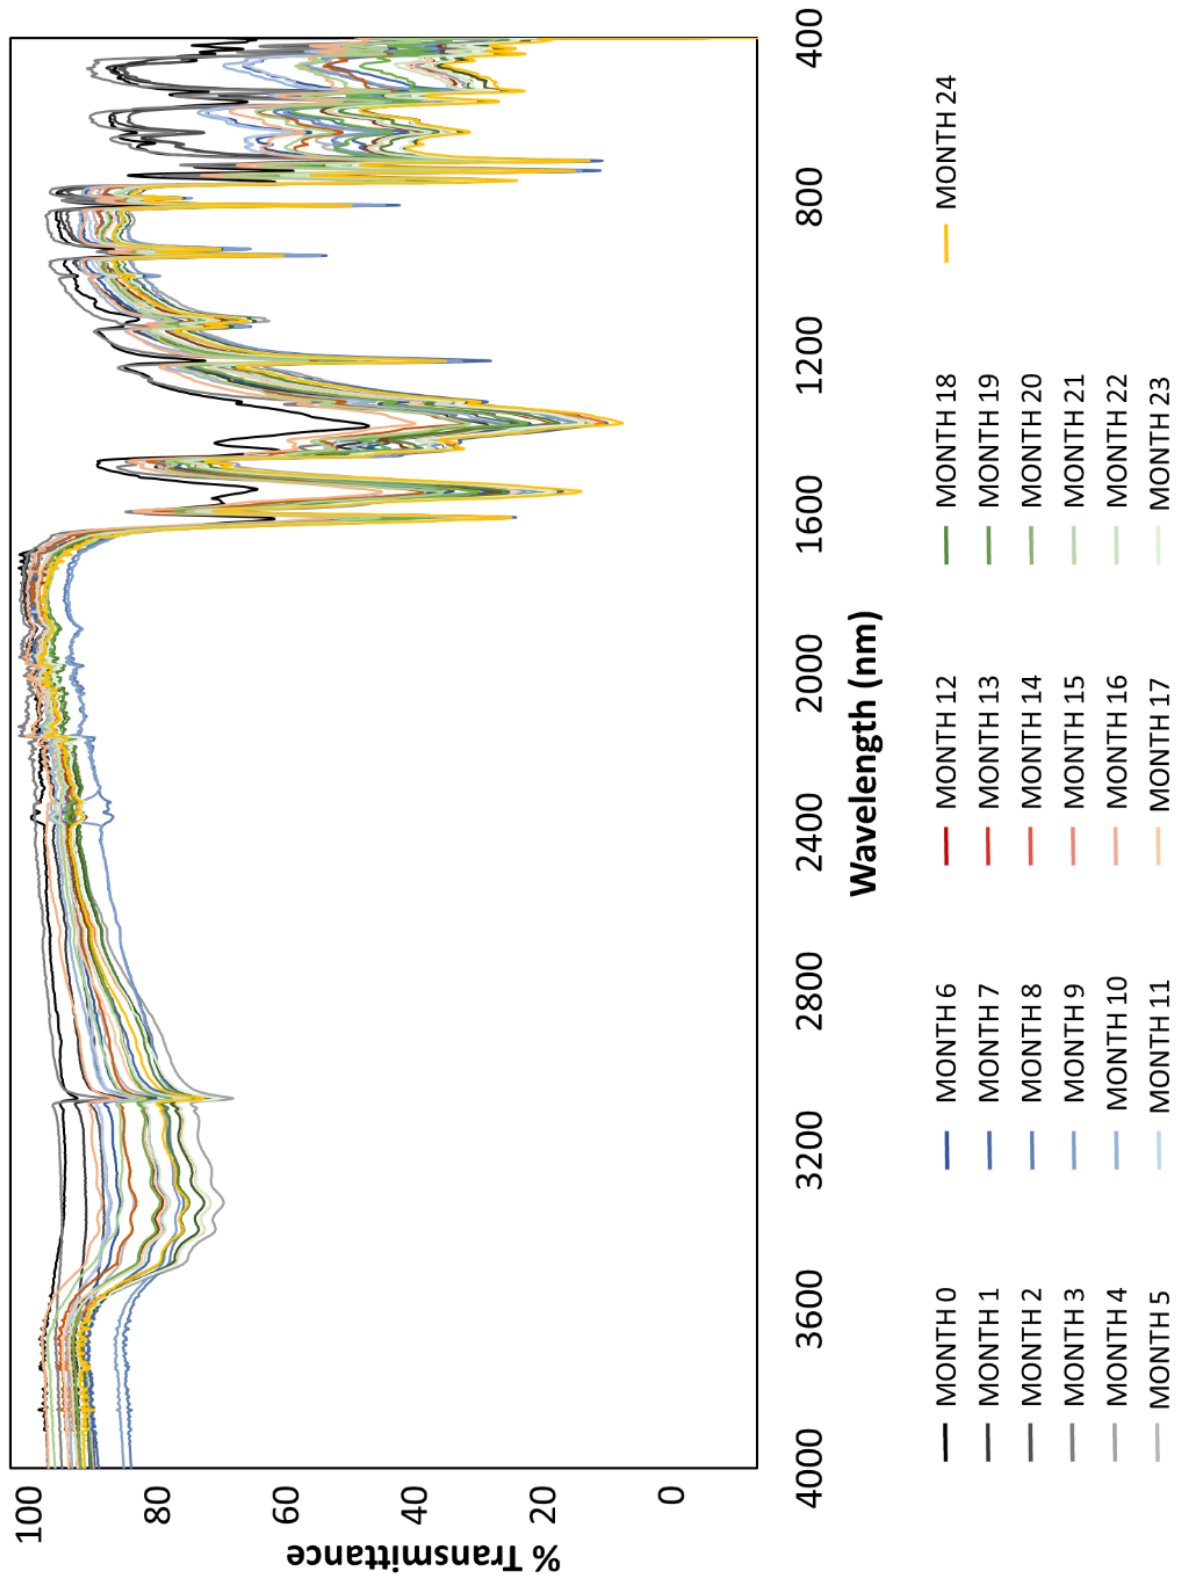 % Transmittance
100
80
60
40
20
0
4000 3600 3200 2800 2400 2000 1600 1200 800 400
Wavelength (nm)
MONTH 0 MONTH 6 MONTH 12 MONTH 18 MONTH 24
MONTH 1 MONTH 7 MONTH 13 MONTH 19
MONTH 2 MONTH 8 MONTH 14 MONTH 20
MONTH 3 MONTH 9 MONTH 15 MONTH 21
MONTH 4 MONTH 10 MONTH 16 MONTH 22
MONTH 5 MONTH 11 MONTH 17 MONTH 23